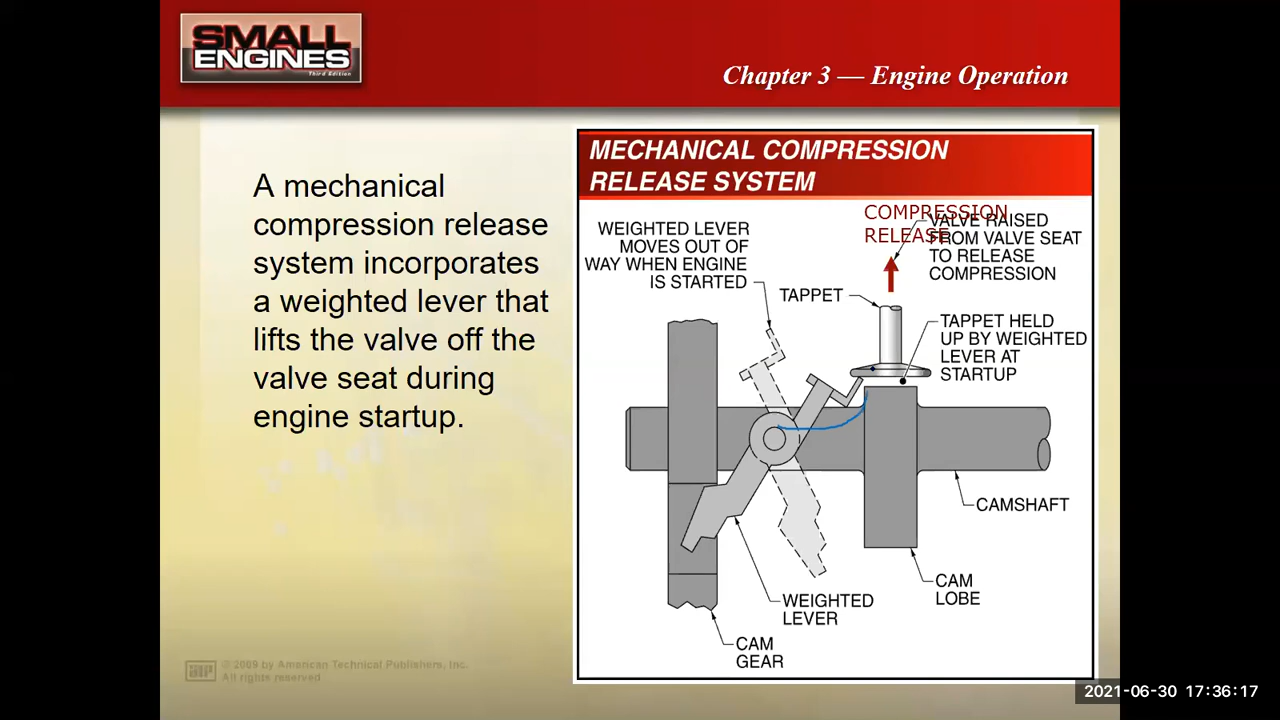 SMALL
ENGINES
Third Edition
Chapter 3 — Engine Operation
A mechanical
compression release
system incorporates
a weighted lever that
lifts the valve off the
valve seat during
engine startup.
MECHANICAL COMPRESSION
RELEASE SYSTEM
COMPRESSION
RELEASE
WEIGHTED LEVER
MOVES OUT OF
WAY WHEN ENGINE
IS STARTED
VALVE RAISED
FROM VALVE SEAT
TO RELEASE
COMPRESSION
TAPPET
TAPPET HELD
UP BY WEIGHTED
LEVER AT
STARTUP
CAMSHAFT
CAM
LOBE
WEIGHTED
LEVER
CAM
GEAR
© 2009 by American Technical Publishers, Inc.
All rights reserved
2021-06-30 17:36:17